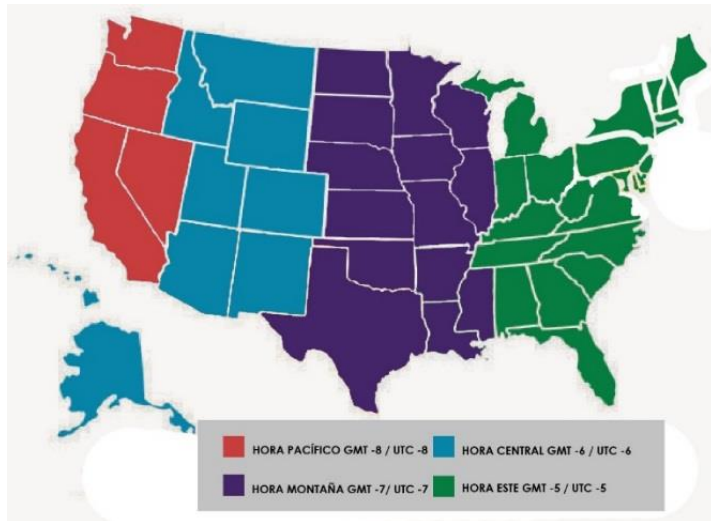 HORA PACÍFICO GMT -8 / UTC -8
HORA CENTRAL GMT -6 / UTC -6
HORA MONTAÑA GMT -7/ UTC -7
HORA ESTE GMT -5 / UTC -5